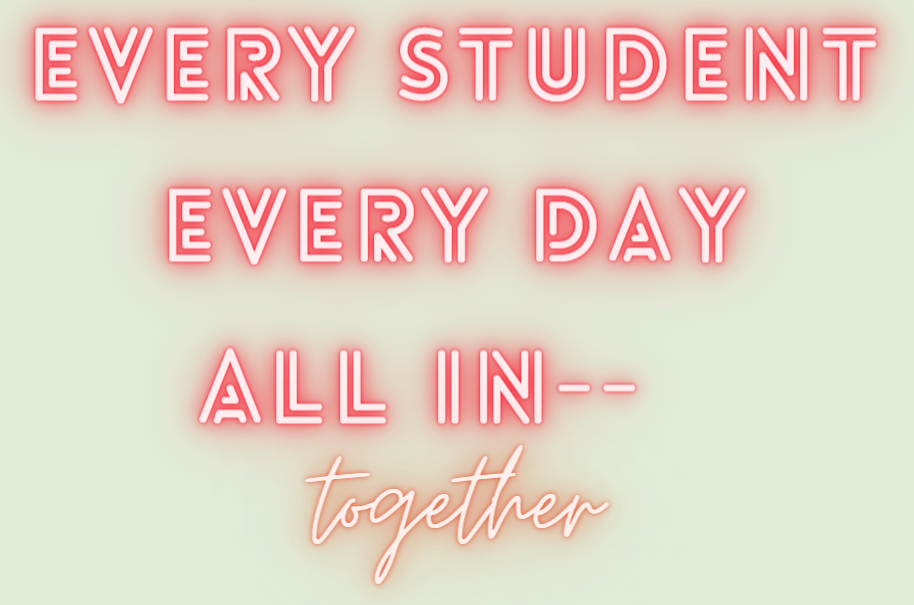 EVERY STUDENT
EVERY DAY
ALL IN--
together